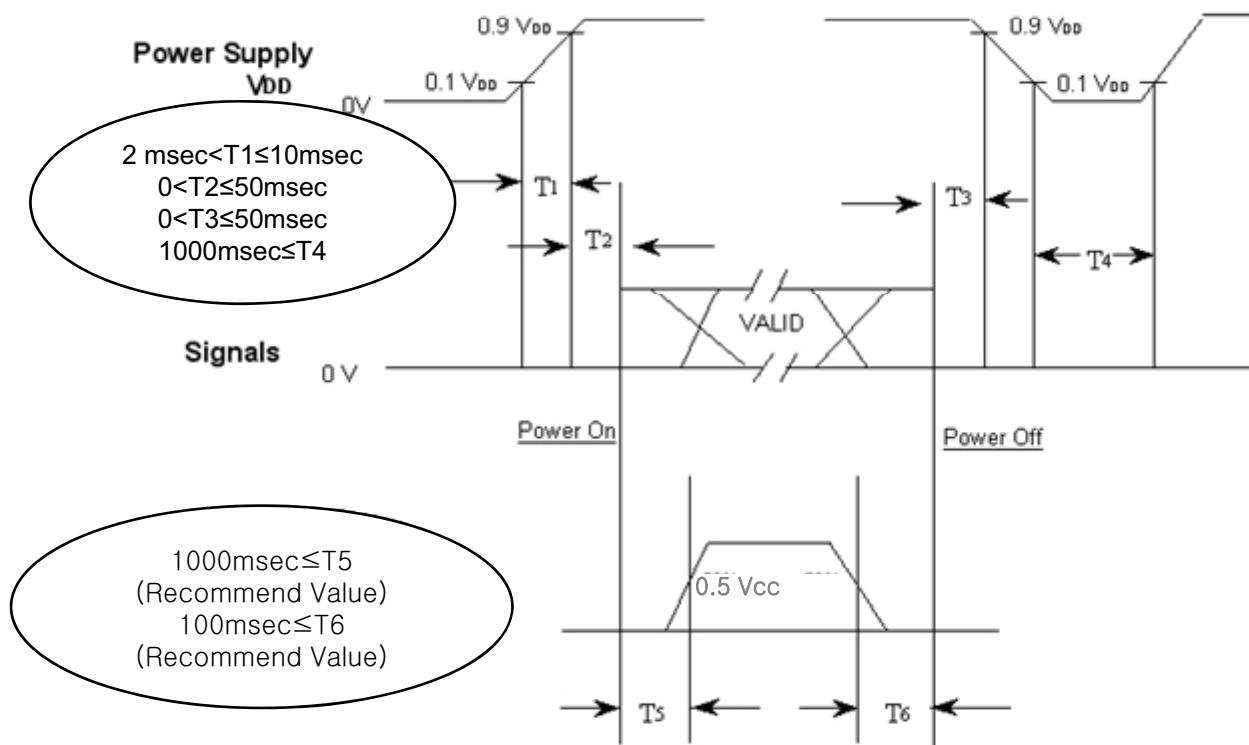 0.9 VDD
0.9 VDD
Power Supply
VDD
0.1 VDD
0.1 VDD
0V
2 msec<T1≤10msec
0<T2≤50msec
0<T3≤50msec
1000msec≤T4
T1
T3
T2
T4
VALID
Signals
0 V
Power On
Power Off
1000msec≤T5
(Recommend Value)
100msec≤T6
(Recommend Value)
0.5 Vcc
T5
T6